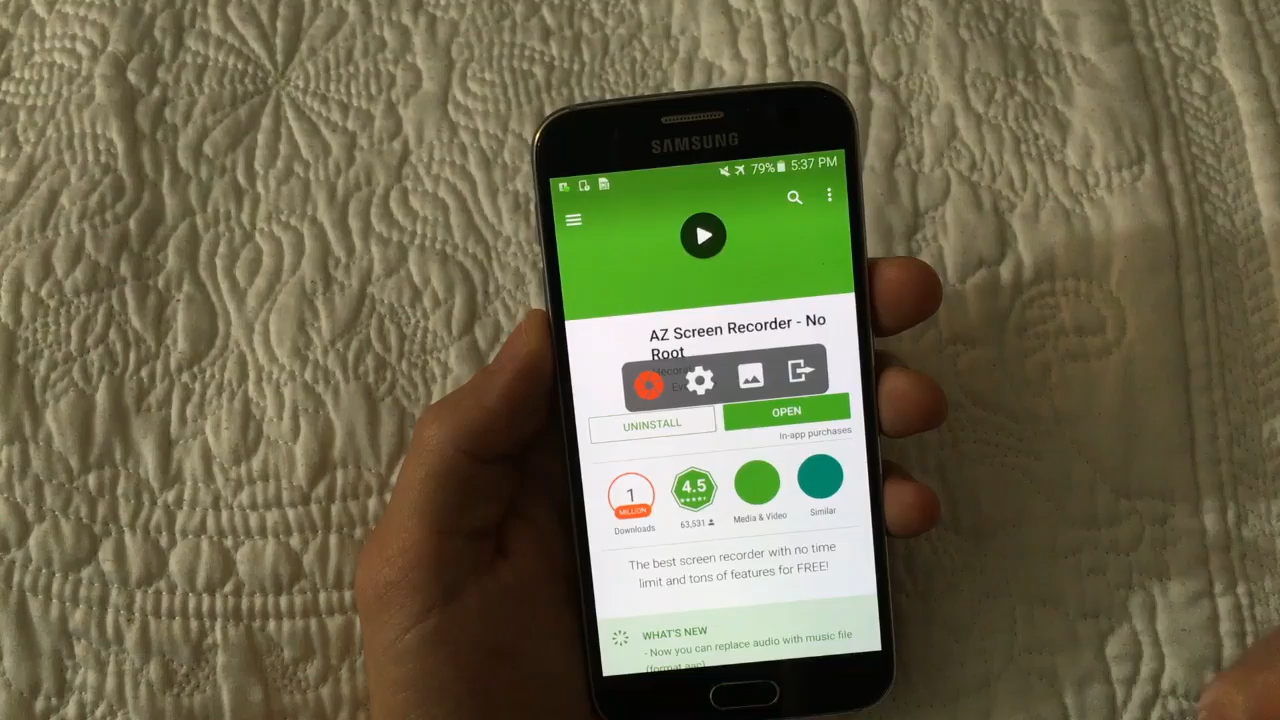 SAMSUNG
79% 5:37 PM
AZ Screen Recorder - No
Root
UNINSTALL
OPEN
In-app purchases
1
MILLION
Downloads
4.5
63,531
Media & Video
Similar
The best screen recorder with no time
limit and tons of features for FREE!
WHAT'S NEW
- Now you can replace audio with music file
(format aac)